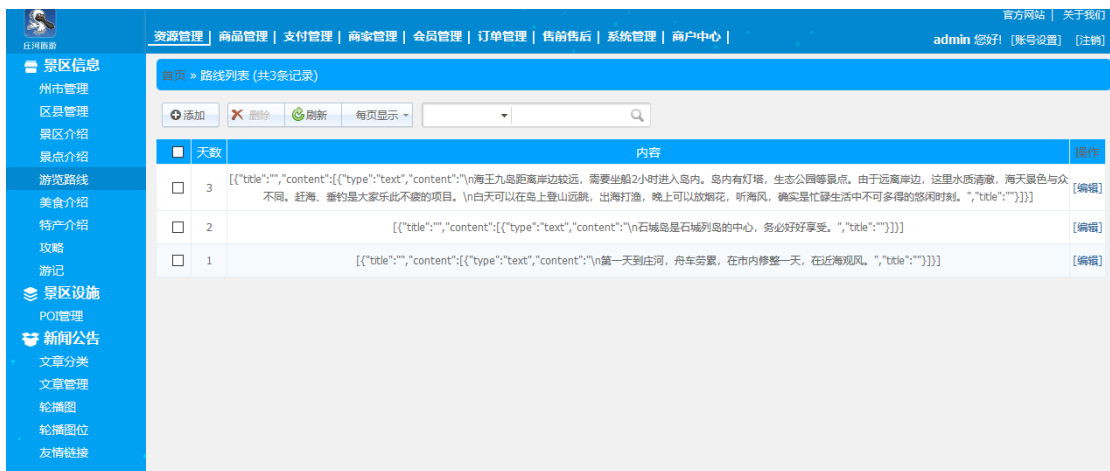 官方网站 | 关于我们
庄河旅游
资源管理 | 商品管理 | 支付管理 | 商家管理 | 会员管理 | 订单管理 | 售前售后 | 系统管理 | 商户中心 |
admin 您好! [账号设置] [注销]
景区信息
州市管理
区县管理
景区介绍
景点介绍
游览路线
美食介绍
特产介绍
攻略
游记
景区设施
POI管理
新闻公告
文章分类
文章管理
轮播图
轮播图位
友情链接
首页 » 路线列表 (共3条记录)
添加 删除 刷新 每页显示
天数 内容 操作
3 [{"title":"","content":[{"type":"text","content":"\n海王九岛距离岸边较远，需要坐船2小时进入岛内。岛内有灯塔，生态公园等景点。由于远离岸边，这里水质清澈，海天景色与众 [编辑]
不同。赶海、垂钓是大家乐此不疲的项目。\n白天可以在岛上登山远眺，出海打渔，晚上可以放烟花，听海风，确实是忙碌生活中不可多得的悠闲时刻。","title":""}]}]
2 [{"title":"","content":[{"type":"text","content":"\n石城岛是石城列岛的中心，务必好好享受。","title":""}]}] [编辑]
1 [{"title":"","content":[{"type":"text","content":"\n第一天到庄河，舟车劳累，在市内修整一天，在近海观风。","title":""}]}] [编辑]